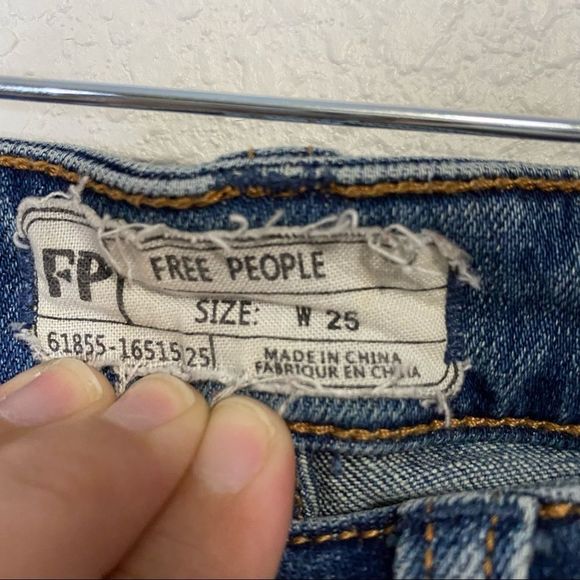 FP
FREE PEOPLE
SIZE: W 25
61855-16515 25
MADE IN CHINA
FABRIQUR EN CHINA